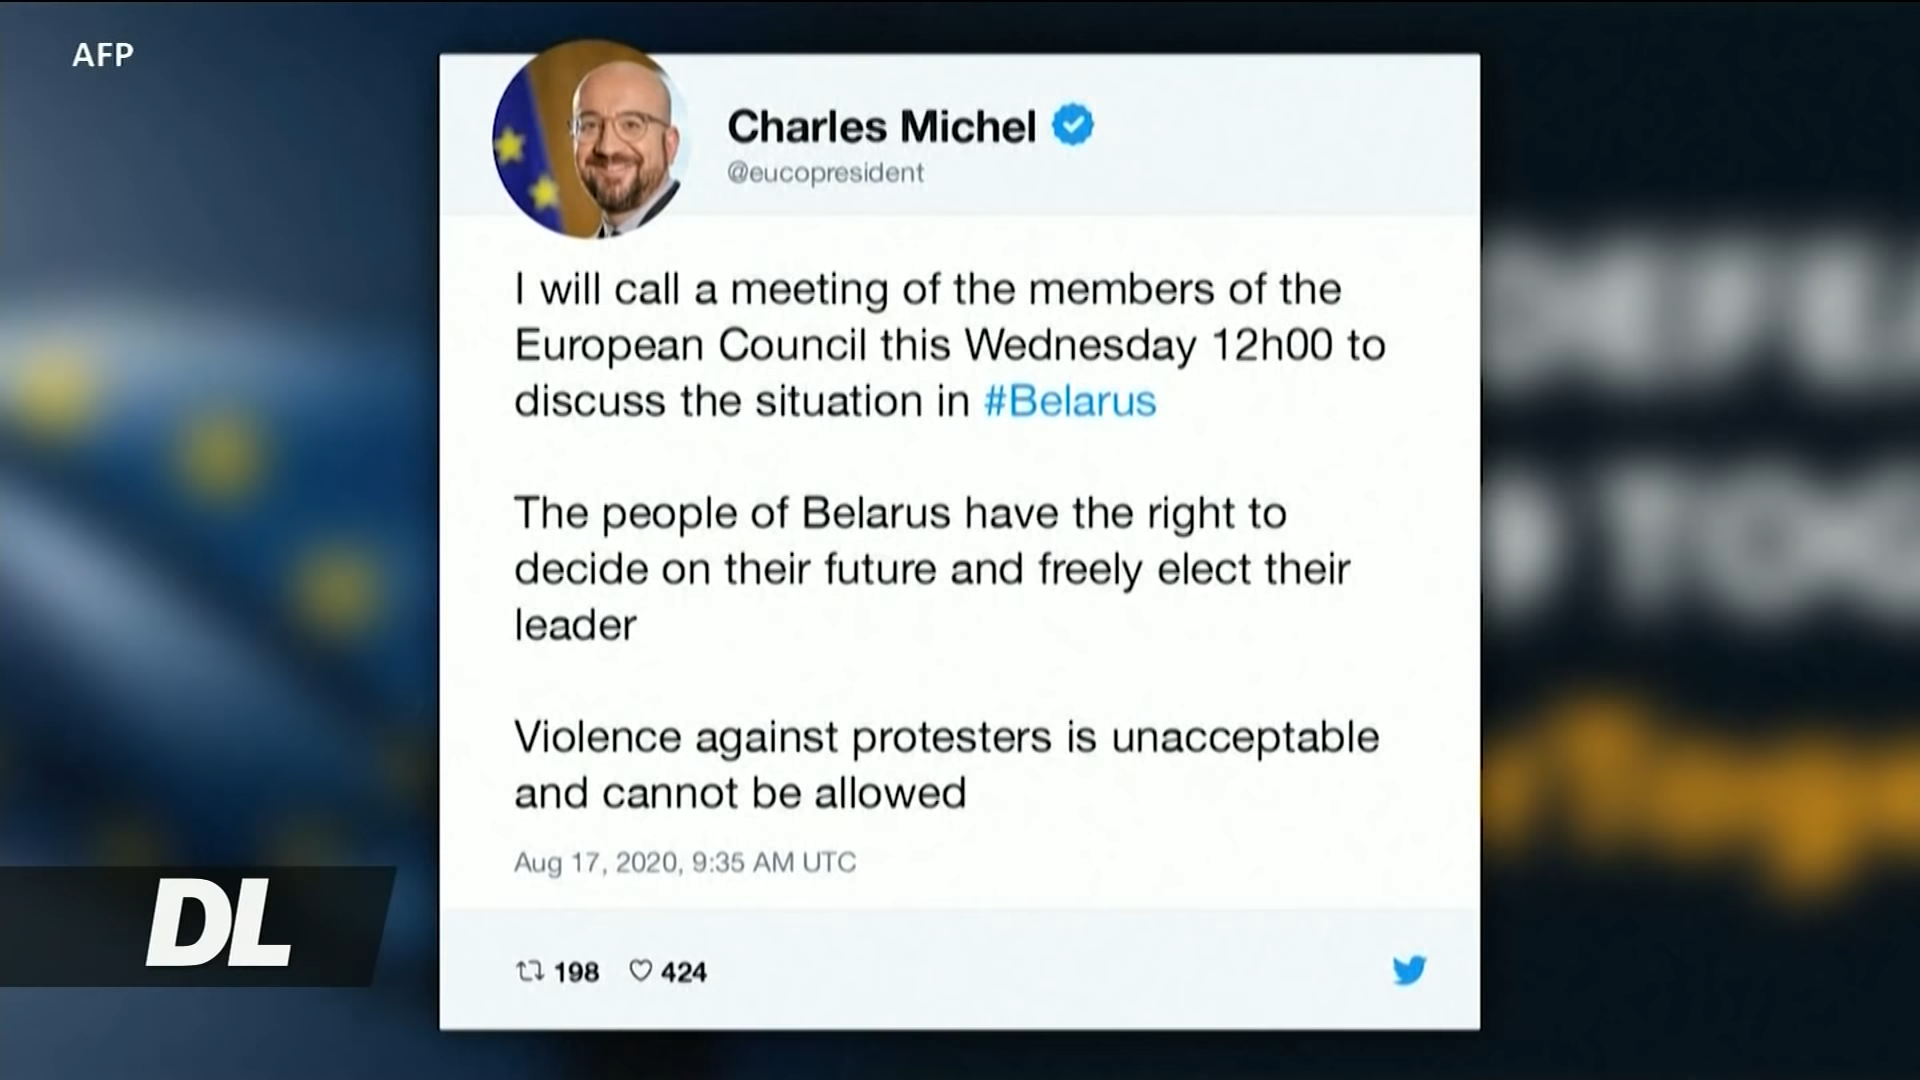 AFP
Charles Michel
@eucopresident
I will call a meeting of the members of the
European Council this Wednesday 12h00 to
discuss the situation in #Belarus
The people of Belarus have the right to
decide on their future and freely elect their
leader
Violence against protesters is unacceptable
and cannot be allowed
Aug 17, 2020, 9:35 AM UTC
198 424
DL